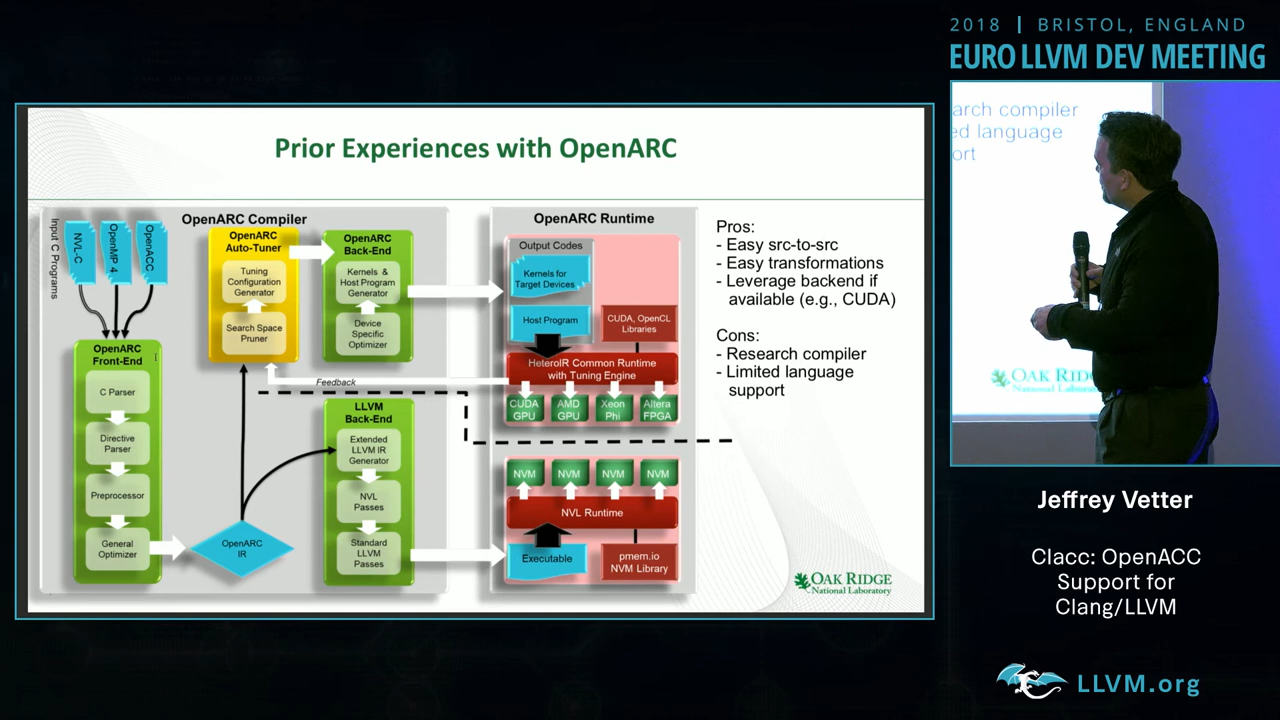 2018 | BRISTOL, ENGLAND
EURO LLVM DEV MEETING
Prior Experiences with OpenARC
OpenARC Compiler
Input C Programs
NVL-C
OpenMP 4
OpenACC
OpenARC
Front-End
C Parser
Directive
Parser
Preprocessor
General
Optimizer
OpenARC
IR
OpenARC
Auto-Tuner
Tuning
Configuration
Generator
Search Space
Pruner
OpenARC
Back-End
Kernels &
Host Program
Generator
Device
Specific
Optimizer
Feedback
LLVM
Back-End
Extended
LLVM IR
Generator
NVL
Passes
Standard
LLVM
Passes
OpenARC Runtime
Output Codes
Kernels for
Target Devices
Host Program
CUDA, OpenCL
Libraries
HeteroIR Common Runtime
with Tuning Engine
CUDA
GPU
AMD
GPU
Xeon
Phi
Altera
FPGA
NVM
NVM
NVM
NVM
NVL Runtime
Executable
pmem.io
NVM Library
Pros:
- Easy src-to-src
- Easy transformations
- Leverage backend if
available (e.g., CUDA)
Cons:
- Research compiler
- Limited language
support
OAK RIDGE
National Laboratory
arch compiler
ed language
ort
OAK RIDG
National Labora
Jeffrey Vetter
Clacc: OpenACC
Support for
Clang/LLVM
LLVM.org